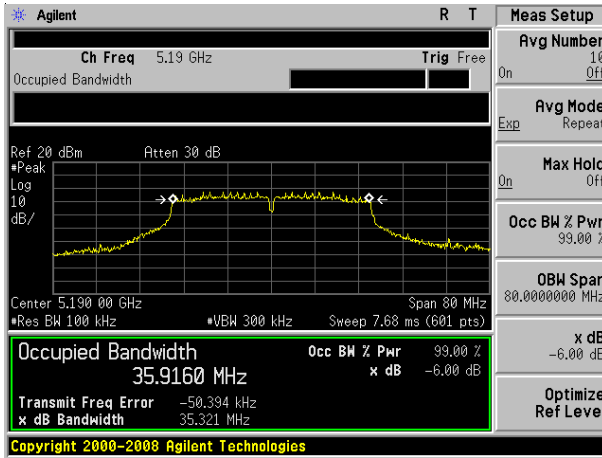 Agilent R T
Ch Freq 5.19 GHz Trig Free
Occupied Bandwidth
Ref 20 dBm Atten 30 dB
#Peak
Log
10
dB/
Center 5.190 00 GHz Span 80 MHz
#Res BW 100 kHz #VBW 300 kHz Sweep 7.68 ms (601 pts)
Occupied Bandwidth Occ BW % Pwr 99.00 %
35.9160 MHz x dB -6.00 dB
Transmit Freq Error -50.394 kHz
x dB Bandwidth 35.321 MHz
Copyright 2000-2008 Agilent Technologies
Meas Setup
Avg Number
10
On Off
Avg Mode
Exp Repeat
Max Hold
On Off
Occ BW % Pwr
99.00 %
OBW Span
80.0000000 MHz
x dB
-6.00 dB
Optimize
Ref Level